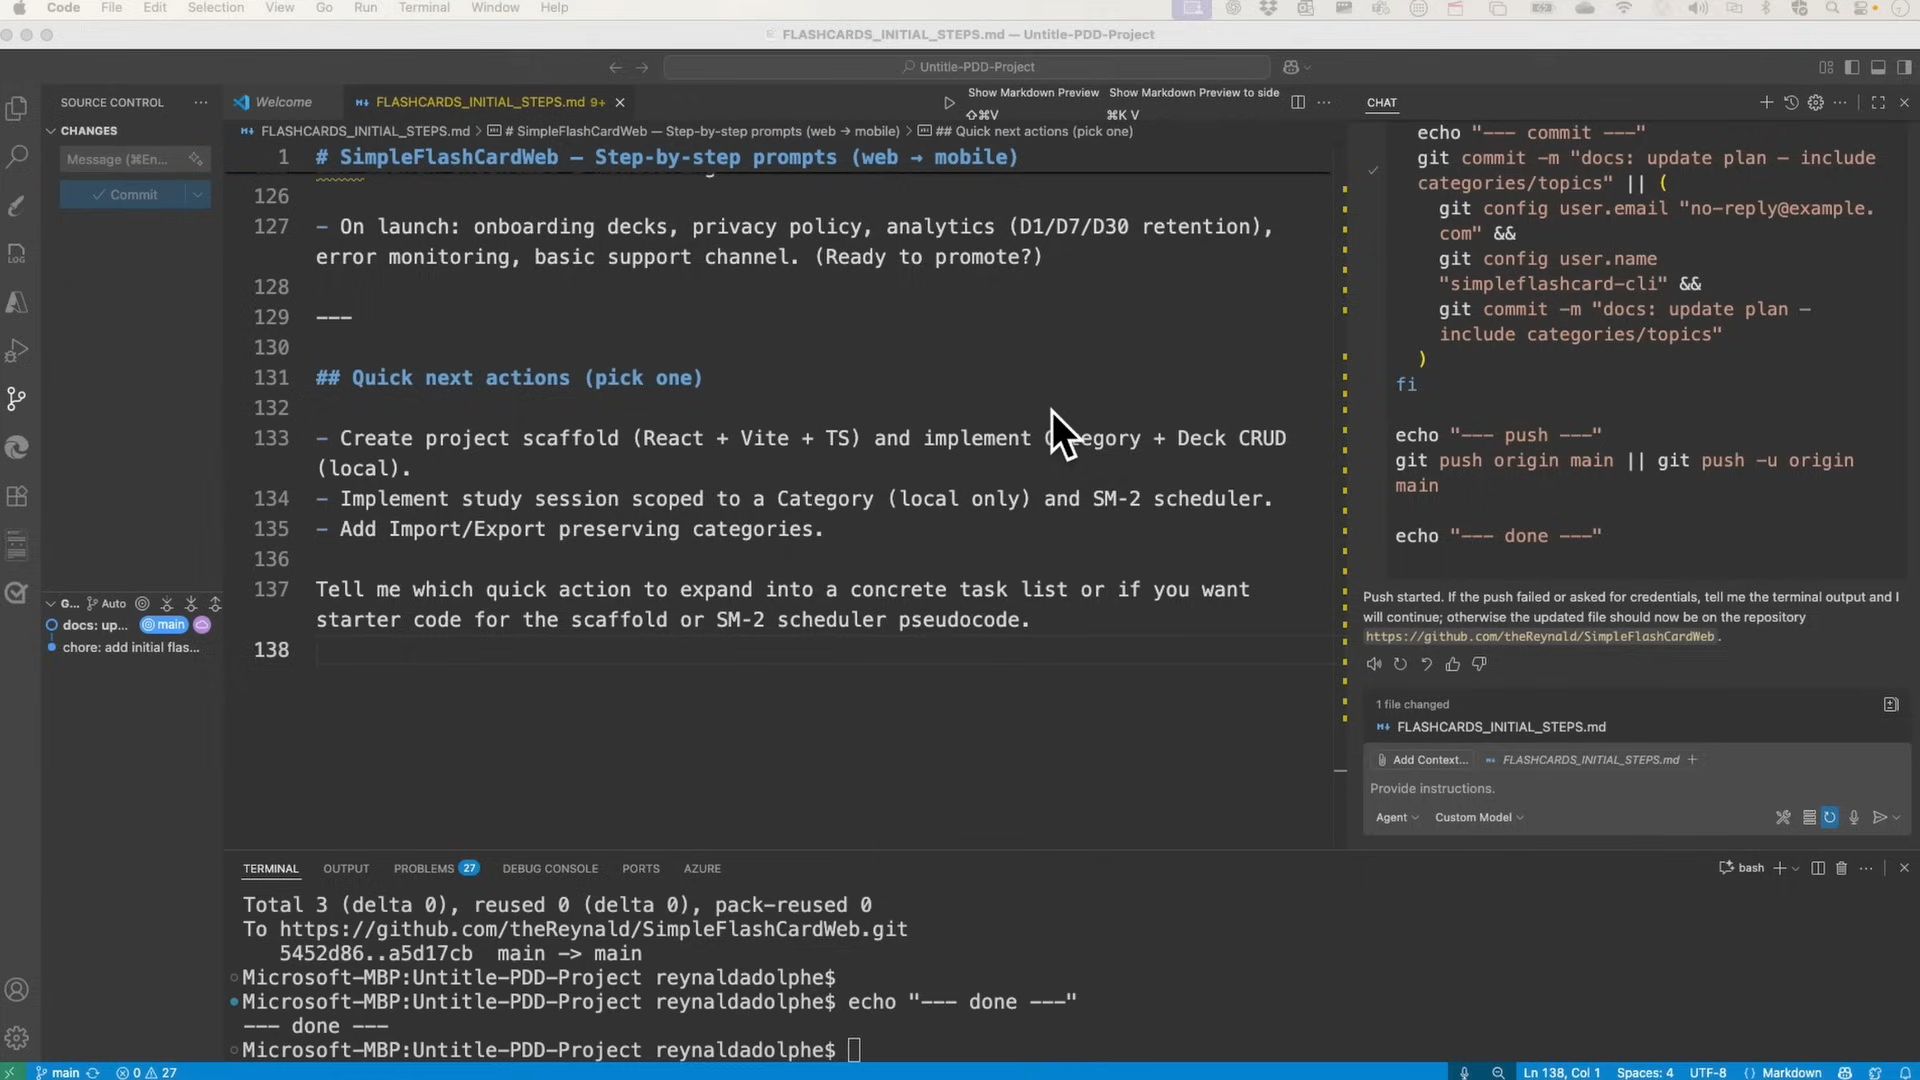 Code File Edit Selection View Go Run Terminal Window Help
FLASHCARDS_INITIAL_STEPS.md — Untitle-PDD-Project
Untitle-PDD-Project
SOURCE CONTROL
CHANGES
Message (⌘En...
Commit
G... Auto
docs: up... main
chore: add initial flas...
Welcome
FLASHCARDS_INITIAL_STEPS.md 9+
Show Markdown Preview ⇧⌘V
Show Markdown Preview to side ⌘K V
FLASHCARDS_INITIAL_STEPS.md > # SimpleFlashCardWeb — Step-by-step prompts (web → mobile) > ## Quick next actions (pick one)
1 # SimpleFlashCardWeb — Step-by-step prompts (web → mobile)
126
127 - On launch: onboarding decks, privacy policy, analytics (D1/D7/D30 retention),
error monitoring, basic support channel. (Ready to promote?)
128
129 ---
130
131 ## Quick next actions (pick one)
132
133 - Create project scaffold (React + Vite + TS) and implement Category + Deck CRUD
(local).
134 - Implement study session scoped to a Category (local only) and SM-2 scheduler.
135 - Add Import/Export preserving categories.
136
137 Tell me which quick action to expand into a concrete task list or if you want
starter code for the scaffold or SM-2 scheduler pseudocode.
138
CHAT
echo "--- commit ---"
git commit -m "docs: update plan — include
categories/topics" || (
git config user.email "no-reply@example.
com" &&
git config user.name
"simpleflashcard-cli" &&
git commit -m "docs: update plan —
include categories/topics"
)
fi
echo "--- push ---"
git push origin main || git push -u origin
main
echo "--- done ---"
Push started. If the push failed or asked for credentials, tell me the terminal output and I
will continue; otherwise the updated file should now be on the repository
https://github.com/theReynald/SimpleFlashCardWeb.
1 file changed
FLASHCARDS_INITIAL_STEPS.md
Add Context... FLASHCARDS_INITIAL_STEPS.md +
Provide instructions.
Agent Custom Model
TERMINAL OUTPUT PROBLEMS 27 DEBUG CONSOLE PORTS AZURE
bash
Total 3 (delta 0), reused 0 (delta 0), pack-reused 0
To https://github.com/theReynald/SimpleFlashCardWeb.git
5452d86..a5d17cb main -> main
Microsoft-MBP:Untitle-PDD-Project reynaldadolphe$
Microsoft-MBP:Untitle-PDD-Project reynaldadolphe$ echo "--- done ---"
--- done ---
Microsoft-MBP:Untitle-PDD-Project reynaldadolphe$
main 0 27
Ln 138, Col 1 Spaces: 4 UTF-8 {} Markdown